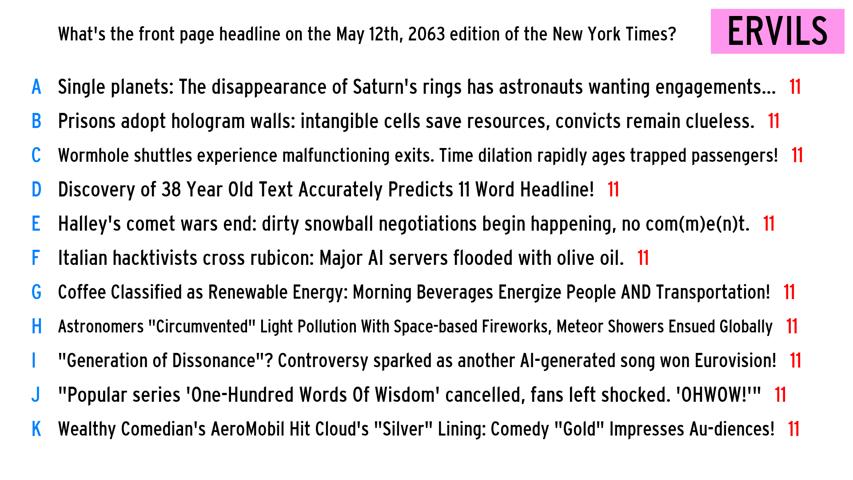 What's the front page headline on the May 12th, 2063 edition of the New York Times?
ERVILS
A Single planets: The disappearance of Saturn's rings has astronauts wanting engagements... 11
B Prisons adopt hologram walls: intangible cells save resources, convicts remain clueless. 11
C Wormhole shuttles experience malfunctioning exits. Time dilation rapidly ages trapped passengers! 11
D Discovery of 38 Year Old Text Accurately Predicts 11 Word Headline! 11
E Halley's comet wars end: dirty snowball negotiations begin happening, no com(m)e(n)t. 11
F Italian hacktivists cross rubicon: Major AI servers flooded with olive oil. 11
G Coffee Classified as Renewable Energy: Morning Beverages Energize People AND Transportation! 11
H Astronomers "Circumvented" Light Pollution With Space-based Fireworks, Meteor Showers Ensued Globally 11
I "Generation of Dissonance"? Controversy sparked as another AI-generated song won Eurovision! 11
J "Popular series 'One-Hundred Words Of Wisdom' cancelled, fans left shocked. 'OHWOW!'" 11
K Wealthy Comedian's AeroMobil Hit Cloud's "Silver" Lining: Comedy "Gold" Impresses Au-diences! 11